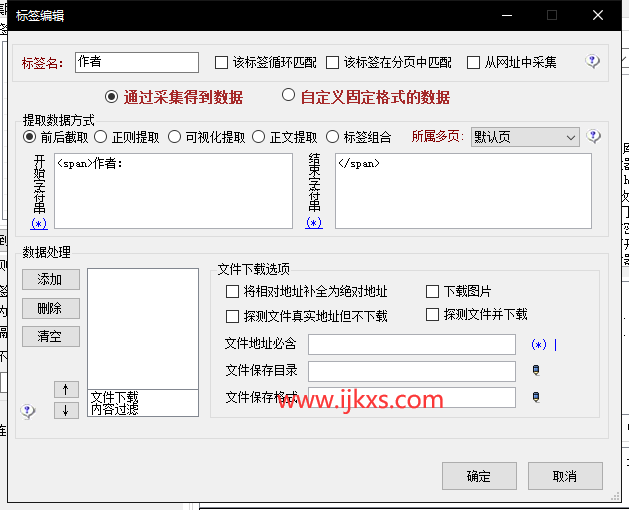 标签编辑
标签名： 作者 该标签循环匹配 该标签在分页中匹配 从网址中采集
通过采集得到数据 自定义固定格式的数据
提取数据方式
前后截取 正则提取 可视化提取 正文提取 标签组合 所属多页: 默认页
开始字符串 (*)
<span>作者:
结束字符串 (*)
</span>
数据处理
添加
删除
清空
↑
↓
文件下载
内容过滤
文件下载选项
将相对地址补全为绝对地址 下载图片
探测文件真实地址但不下载 探测文件并下载
文件地址必含 (*) |
文件保存目录
文件保存格式
www.ijkxs.com
确定 取消